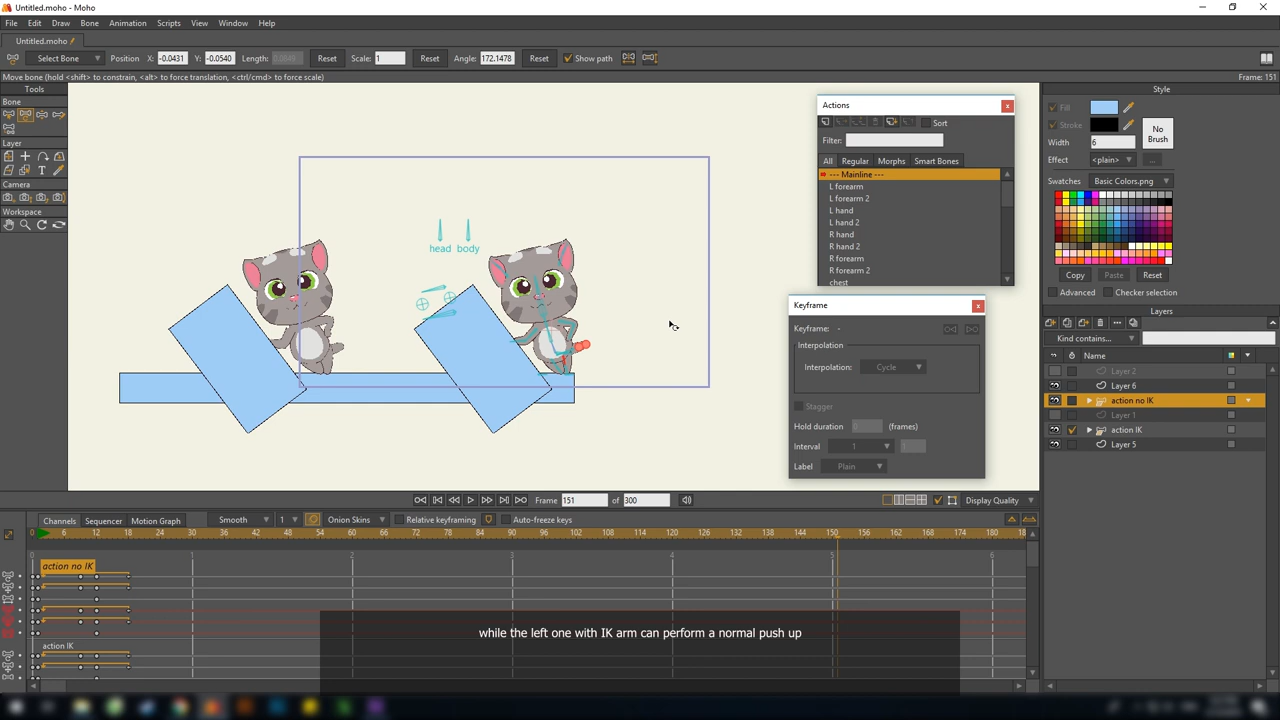 Untitled.moho - Moho
File Edit Draw Bone Animation Scripts View Window Help
Untitled.moho
Select Bone Position X: -0.0431 Y: -0.0540 Length: Reset Scale: 1 Reset Angle: 172.1478 Reset Show path
Move bone (hold <shift> to constrain, <alt> to force translation, <ctrl/cmd> to force scale) Frame: 151
Tools
Bone
Layer
Camera
Workspace
head body
Actions
Sort
Filter:
All Regular Morphs Smart Bones
--- Mainline ---
L forearm
L forearm 2
L hand
L hand 2
R hand
R hand 2
R forearm
R forearm 2
chest
Keyframe
Keyframe: -
Interpolation
Interpolation: Cycle
Stagger
Hold duration 0 (frames)
Interval 1 1
Label Plain
Style
Fill
Stroke
Width 6
No Brush
Effect <plain> ...
Swatches Basic Colors.png
Copy Paste Reset
Advanced Checker selection
Layers
Kind contains...
Name
Layer 2
Layer 6
action no IK
Layer 1
action IK
Layer 5
Frame 151 of 300 Display Quality
Channels Sequencer Motion Graph Smooth 1 Onion Skins Relative keyframing Auto-freeze keys
0 6 12 18 24 30 36 42 48 54 60 66 72 78 84 90 96 102 108 114 120 126 132 138 144 150 156 162 168 174 180
0 1 2 3 4 5 6
action no IK
action IK
while the left one with IK arm can perform a normal push up